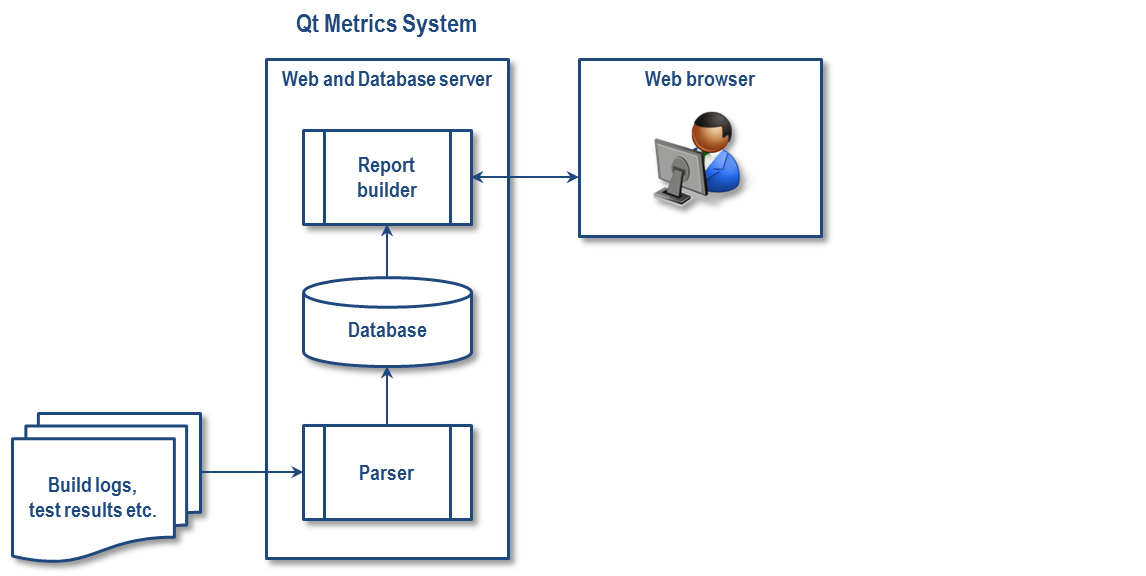 Qt Metrics System
Web and Database server
Web browser
Report
builder
Database
Parser
Build logs,
test results etc.